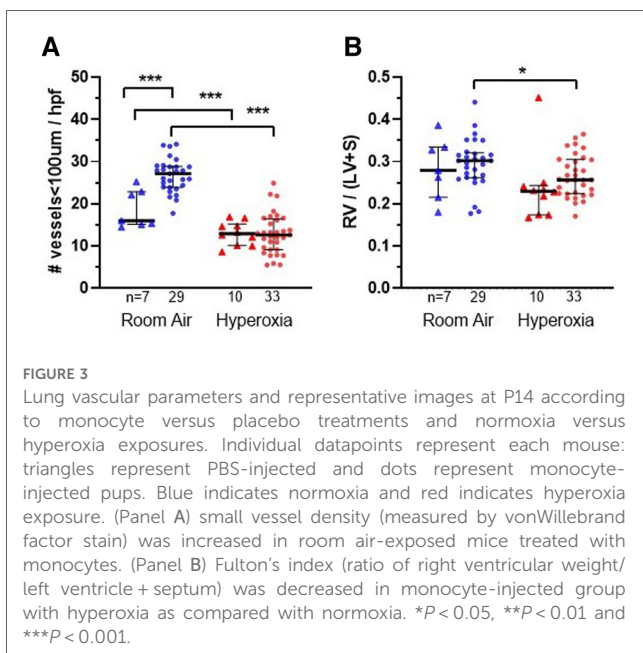 A
B
***
***
***
*
# vessels<100um / hpf
50
40
30
20
10
0
n=7 29 10 33
Room Air Hyperoxia
RV / (LV+S)
0.5
0.4
0.3
0.2
0.1
0.0
n=7 29 10 33
Room Air Hyperoxia
FIGURE 3
Lung vascular parameters and representative images at P14 according
to monocyte versus placebo treatments and normoxia versus
hyperoxia exposures. Individual datapoints represent each mouse:
triangles represent PBS-injected and dots represent monocyte-
injected pups. Blue indicates normoxia and red indicates hyperoxia
exposure. (Panel A) small vessel density (measured by vonWillebrand
factor stain) was increased in room air-exposed mice treated with
monocytes. (Panel B) Fulton's index (ratio of right ventricular weight/
left ventricle + septum) was decreased in monocyte-injected group
with hyperoxia as compared with normoxia. *P < 0.05, **P < 0.01 and
***P < 0.001.